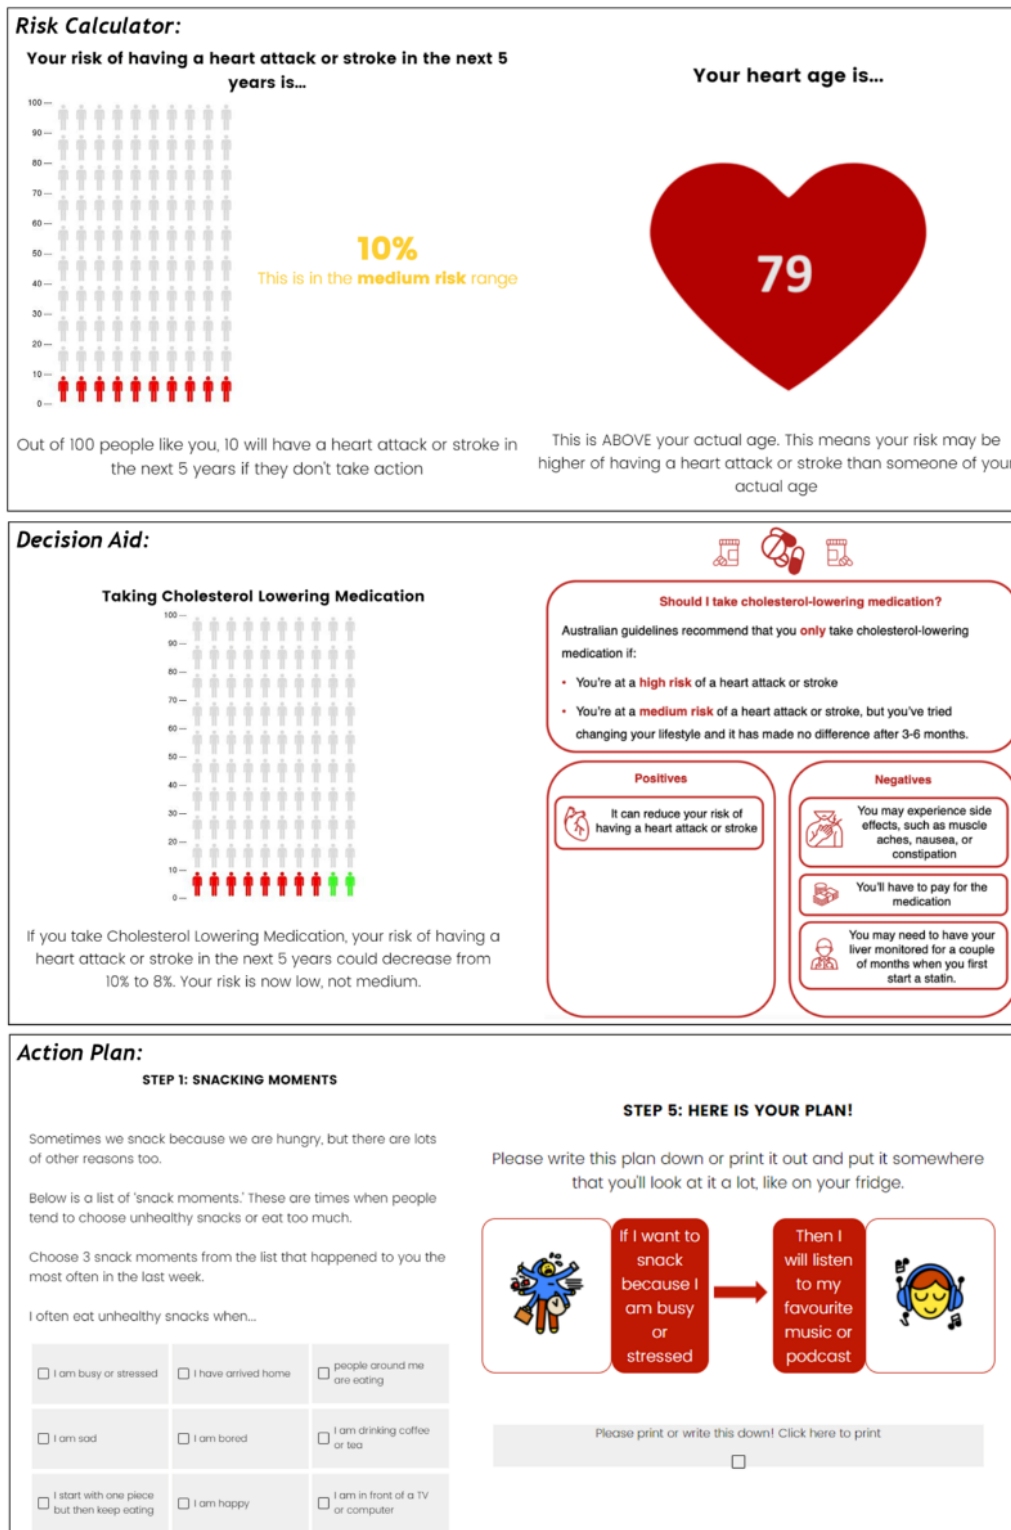 Risk Calculator:
Your risk of having a heart attack or stroke in the next 5
years is...
100
90
80
70
60
50
40
30
20
10
0
10%
This is in the medium risk range
Out of 100 people like you, 10 will have a heart attack or stroke in
the next 5 years if they don't take action
Your heart age is...
79
This is ABOVE your actual age. This means your risk may be
higher of having a heart attack or stroke than someone of your
actual age
Decision Aid:
Taking Cholesterol Lowering Medication
100
90
80
70
60
50
40
30
20
10
0
If you take Cholesterol Lowering Medication, your risk of having a
heart attack or stroke in the next 5 years could decrease from
10% to 8%. Your risk is now low, not medium.
Should I take cholesterol-lowering medication?
Australian guidelines recommend that you only take cholesterol-lowering
medication if:
• You're at a high risk of a heart attack or stroke
• You're at a medium risk of a heart attack or stroke, but you've tried
changing your lifestyle and it has made no difference after 3-6 months.
Positives
It can reduce your risk of
having a heart attack or stroke
Negatives
You may experience side
effects, such as muscle
aches, nausea, or
constipation
You'll have to pay for the
medication
You may need to have your
liver monitored for a couple
of months when you first
start a statin.
Action Plan:
STEP 1: SNACKING MOMENTS
Sometimes we snack because we are hungry, but there are lots
of other reasons too.
Below is a list of 'snack moments.' These are times when people
tend to choose unhealthy snacks or eat too much.
Choose 3 snack moments from the list that happened to you the
most often in the last week.
I often eat unhealthy snacks when...
I am busy or stressed
I have arrived home
people around me
are eating
I am sad
I am bored
I am drinking coffee
or tea
I start with one piece
but then keep eating
I am happy
I am in front of a TV
or computer
STEP 5: HERE IS YOUR PLAN!
Please write this plan down or print it out and put it somewhere
that you'll look at it a lot, like on your fridge.
If I want to
snack
because I
am busy
or
stressed
Then I
will listen
to my
favourite
music or
podcast
Please print or write this down! Click here to print